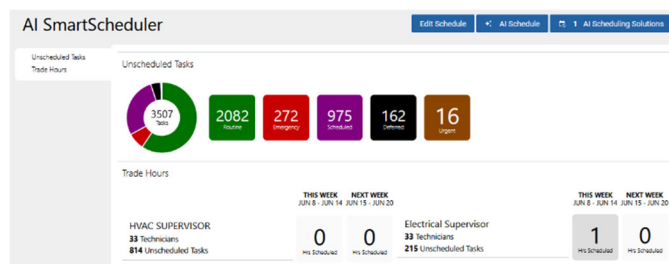 AI SmartScheduler
Edit Schedule
AI Schedule
1 AI Scheduling Solutions
Unscheduled Tasks
Trade Hours
Unscheduled Tasks
3507
Tasks
2082
Routine
272
Emergency
975
Scheduled
162
Deferred
16
Urgent
Trade Hours
THIS WEEK NEXT WEEK
JUN 8 - JUN 14 JUN 15 - JUN 20
HVAC SUPERVISOR
33 Technicians
814 Unscheduled Tasks
0
Hrs Scheduled
0
Hrs Scheduled
THIS WEEK NEXT WEEK
JUN 8 - JUN 14 JUN 15 - JUN 20
Electrical Supervisor
33 Technicians
215 Unscheduled Tasks
1
Hrs Scheduled
0
Hrs Scheduled